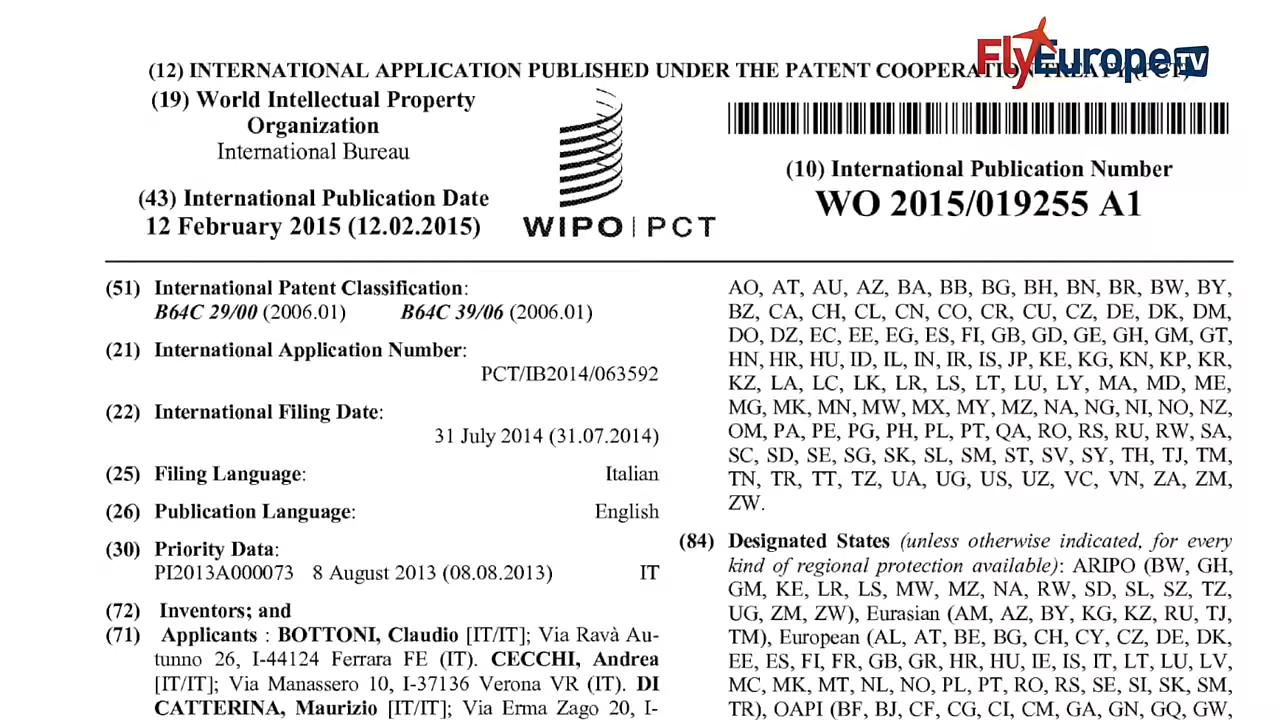 FlyEuropeTV
(12) INTERNATIONAL APPLICATION PUBLISHED UNDER THE PATENT COOPERATION TREATY (PCT)
(19) World Intellectual Property
Organization
International Bureau
(43) International Publication Date
12 February 2015 (12.02.2015)
WIPO|PCT
(10) International Publication Number
WO 2015/019255 A1
(51) International Patent Classification:
B64C 29/00 (2006.01) B64C 39/06 (2006.01)
(21) International Application Number:
PCT/IB2014/063592
(22) International Filing Date:
31 July 2014 (31.07.2014)
(25) Filing Language: Italian
(26) Publication Language: English
(30) Priority Data:
PI2013A000073 8 August 2013 (08.08.2013) IT
(72) Inventors; and
(71) Applicants : BOTTONI, Claudio [IT/IT]; Via Ravà Au-
tunno 26, I-44124 Ferrara FE (IT). CECCHI, Andrea
[IT/IT]; Via Manassero 10, I-37136 Verona VR (IT). DI
CATTERINA, Maurizio [IT/IT]; Via Erma Zago 20, I-
AO, AT, AU, AZ, BA, BB, BG, BH, BN, BR, BW, BY,
BZ, CA, CH, CL, CN, CO, CR, CU, CZ, DE, DK, DM,
DO, DZ, EC, EE, EG, ES, FI, GB, GD, GE, GH, GM, GT,
HN, HR, HU, ID, IL, IN, IR, IS, JP, KE, KG, KN, KP, KR,
KZ, LA, LC, LK, LR, LS, LT, LU, LY, MA, MD, ME,
MG, MK, MN, MW, MX, MY, MZ, NA, NG, NI, NO, NZ,
OM, PA, PE, PG, PH, PL, PT, QA, RO, RS, RU, RW, SA,
SC, SD, SE, SG, SK, SL, SM, ST, SV, SY, TH, TJ, TM,
TN, TR, TT, TZ, UA, UG, US, UZ, VC, VN, ZA, ZM,
ZW.
(84) Designated States (unless otherwise indicated, for every
kind of regional protection available): ARIPO (BW, GH,
GM, KE, LR, LS, MW, MZ, NA, RW, SD, SL, SZ, TZ,
UG, ZM, ZW), Eurasian (AM, AZ, BY, KG, KZ, RU, TJ,
TM), European (AL, AT, BE, BG, CH, CY, CZ, DE, DK,
EE, ES, FI, FR, GB, GR, HR, HU, IE, IS, IT, LT, LU, LV,
MC, MK, MT, NL, NO, PL, PT, RO, RS, SE, SI, SK, SM,
TR), OAPI (BF, BJ, CF, CG, CI, CM, GA, GN, GQ, GW,